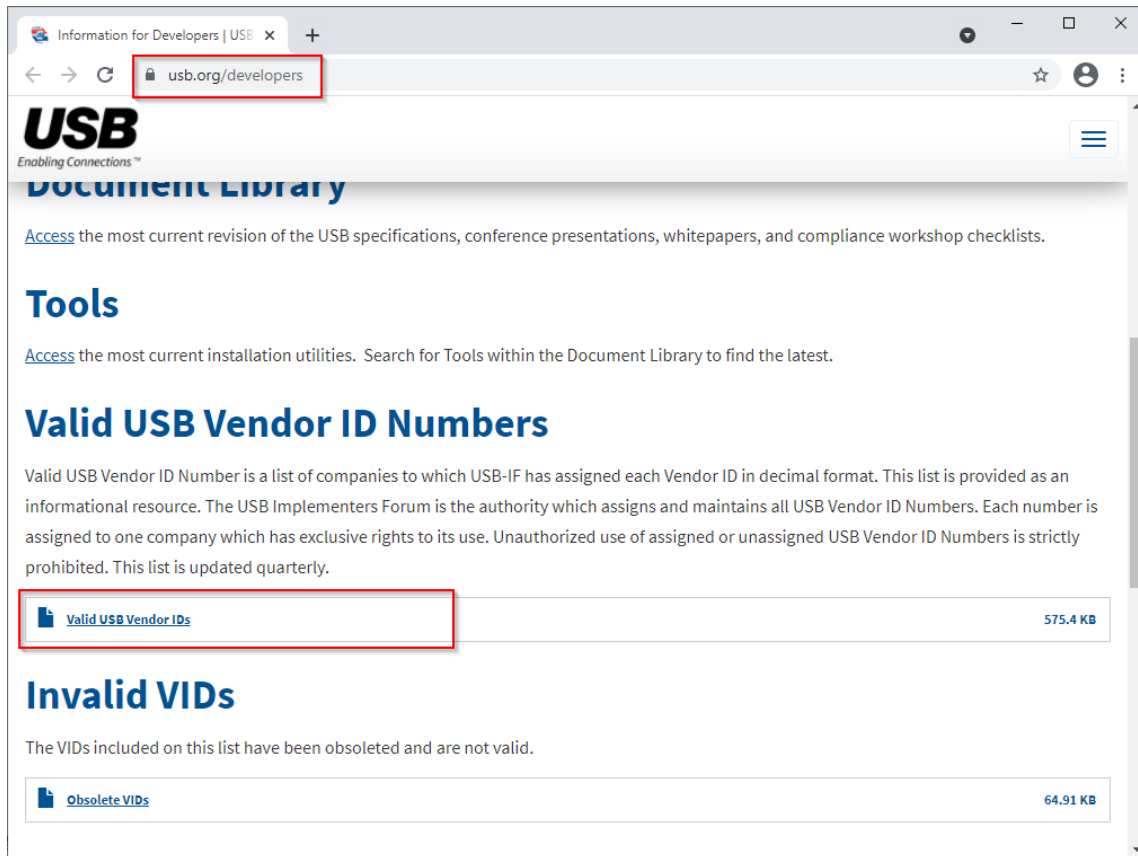 Information for Developers | USB
usb.org/developers
USB
Enabling Connections™
Document Library
Access the most current revision of the USB specifications, conference presentations, whitepapers, and compliance workshop checklists.
Tools
Access the most current installation utilities. Search for Tools within the Document Library to find the latest.
Valid USB Vendor ID Numbers
Valid USB Vendor ID Number is a list of companies to which USB-IF has assigned each Vendor ID in decimal format. This list is provided as an
informational resource. The USB Implementers Forum is the authority which assigns and maintains all USB Vendor ID Numbers. Each number is
assigned to one company which has exclusive rights to its use. Unauthorized use of assigned or unassigned USB Vendor ID Numbers is strictly
prohibited. This list is updated quarterly.
Valid USB Vendor IDs 575.4 KB
Invalid VIDs
The VIDs included on this list have been obsoleted and are not valid.
Obsolete VIDs 64.91 KB